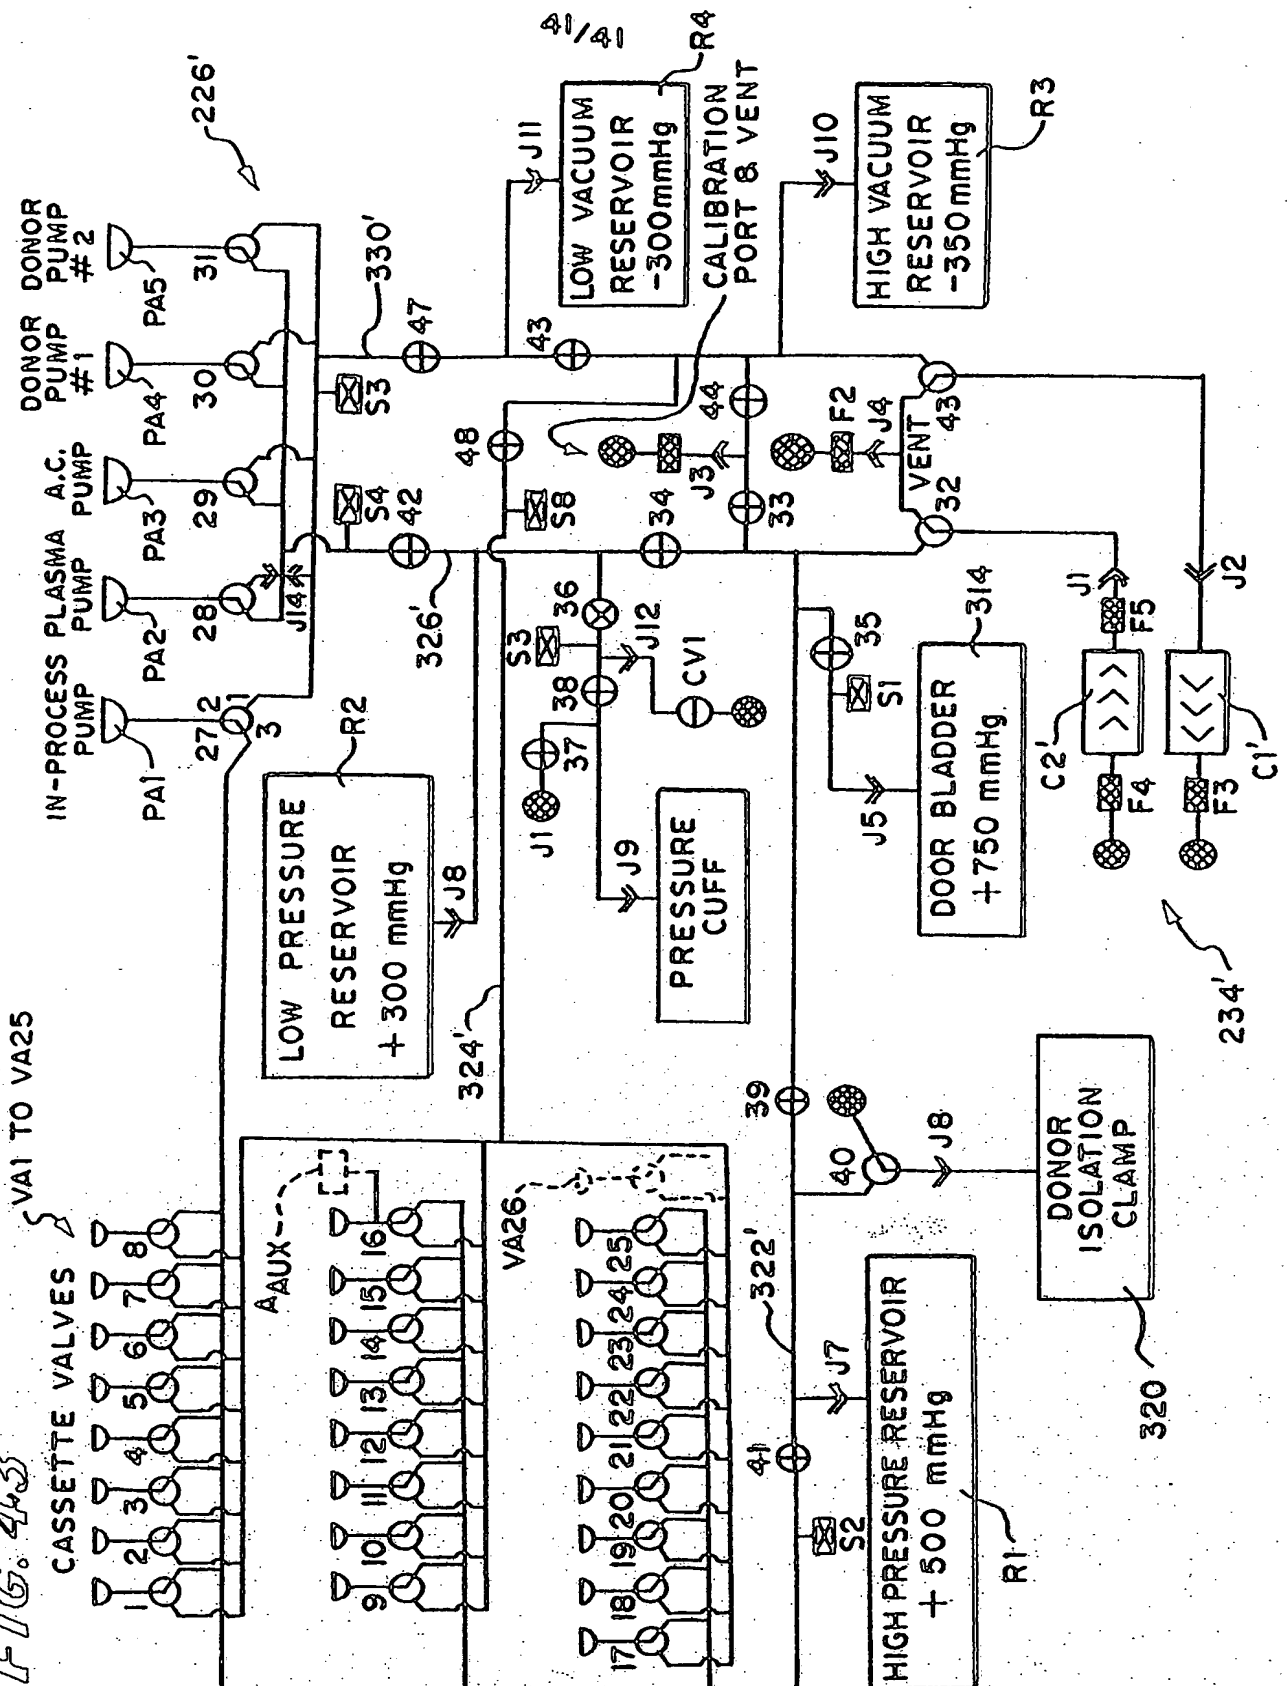 41/41
FIG. 43
CASSETTE VALVES
VA1 TO VA25
1
2
3
4
5
6
7
8
AAUX
9
10
11
12
13
14
15
16
VA26
17
18
19
20
21
22
23
24
25
IN-PROCESS
PUMP
PLASMA
PUMP
A.C.
PUMP
DONOR
PUMP
#1
DONOR
PUMP
#2
226'
PA1
PA2
PA3
PA4
PA5
27
2
1
3
28
29
30
31
J14
S4
S3
42
330'
47
326'
R2
LOW PRESSURE
RESERVOIR
+300 mmHg
J8
324'
48
S8
43
J11
LOW VACUUM
RESERVOIR
-300mmHg
R4
CALIBRATION
PORT & VENT
J1
37
38
S3
36
J12
CV1
34
J3
33
44
J9
PRESSURE
CUFF
J10
HIGH VACUUM
RESERVOIR
-350mmHg
R3
F2
J4
VENT
32
43
35
S1
J5
DOOR BLADDER
+750 mmHg
314
J1
F5
J2
C2'
C1'
F4
F3
234'
39
40
J8
DONOR
ISOLATION
CLAMP
320
322'
41
S2
J7
HIGH PRESSURE RESERVOIR
+500 mmHg
R1